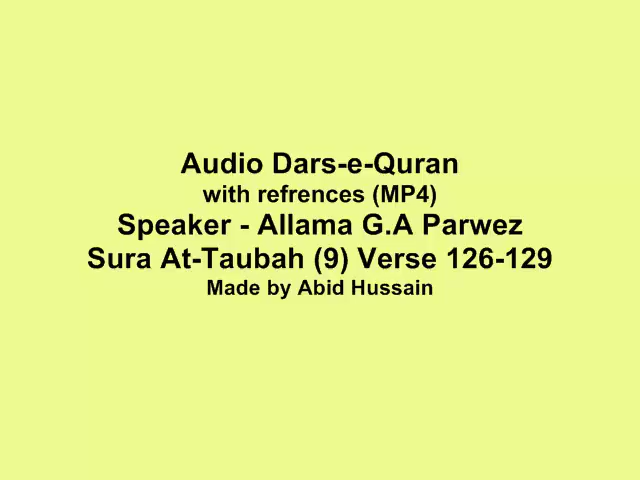 Audio Dars-e-Quran
with refrences (MP4)
Speaker - Allama G.A Parwez
Sura At-Taubah (9) Verse 126-129
Made by Abid Hussain